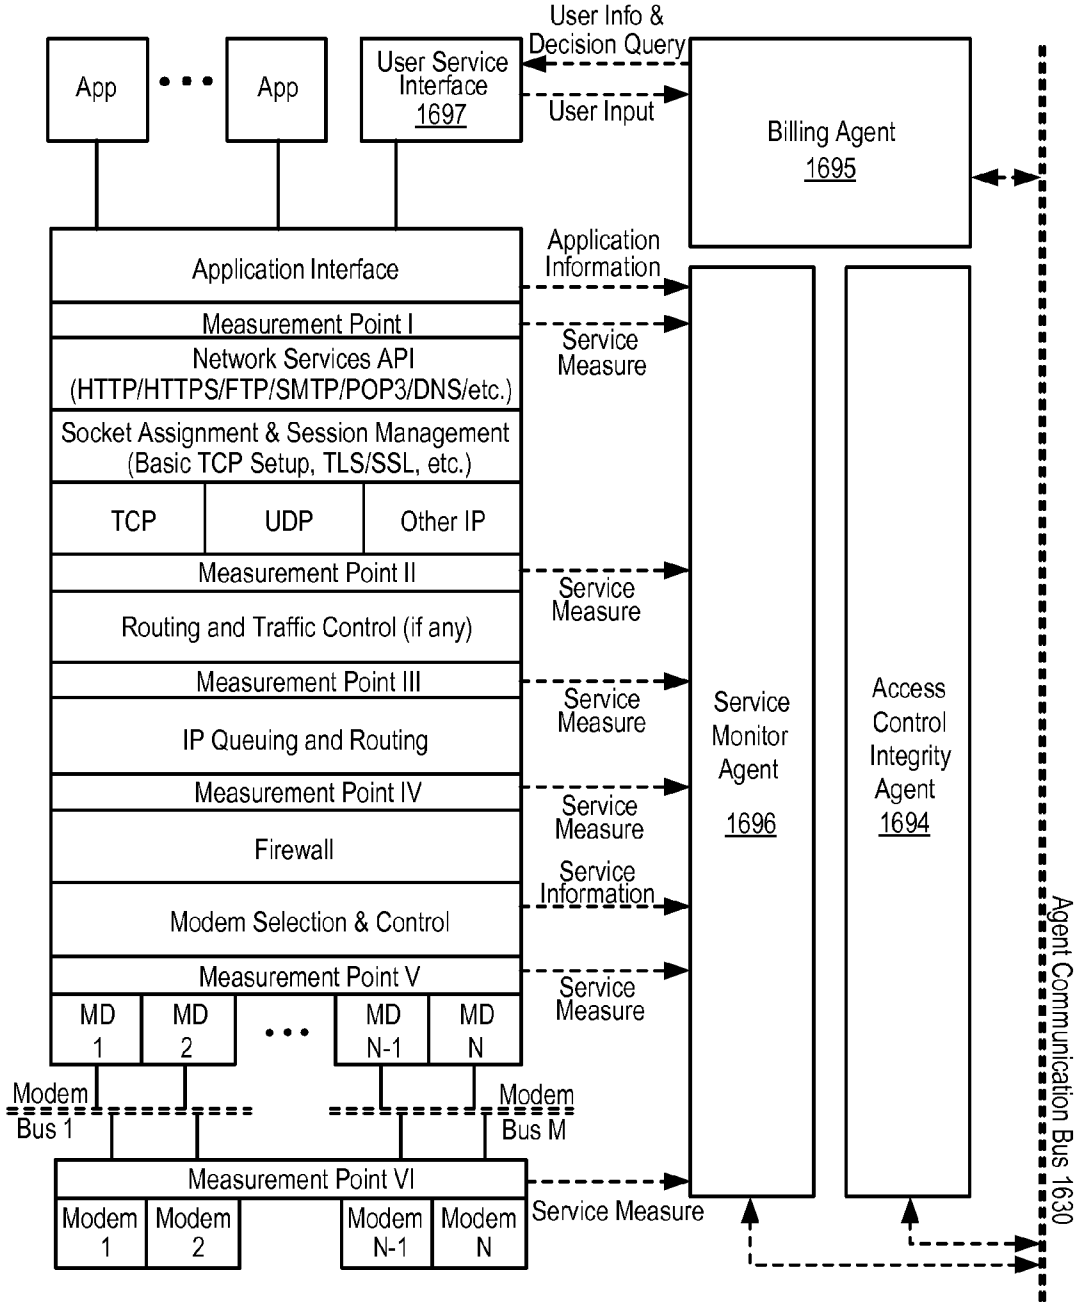 User Info &
Decision Query
App
App
User Service
Interface
1697
User Input
Billing Agent
1695
Application Interface
Application
Information
Measurement Point I
Service
Measure
Network Services API
(HTTP/HTTPS/FTP/SMTP/POP3/DNS/etc.)
Socket Assignment & Session Management
(Basic TCP Setup, TLS/SSL, etc.)
TCP
UDP
Other IP
Measurement Point II
Service
Measure
Routing and Traffic Control (if any)
Measurement Point III
Service
Measure
IP Queuing and Routing
Measurement Point IV
Service
Measure
Firewall
Service
Information
Modem Selection & Control
Measurement Point V
Service
Measure
MD
1
MD
2
MD
N-1
MD
N
Modem
Bus 1
Modem
Bus M
Measurement Point VI
Service Measure
Modem
1
Modem
2
Modem
N-1
Modem
N
Service
Monitor
Agent
1696
Access
Control
Integrity
Agent
1694
Agent Communication Bus 1630